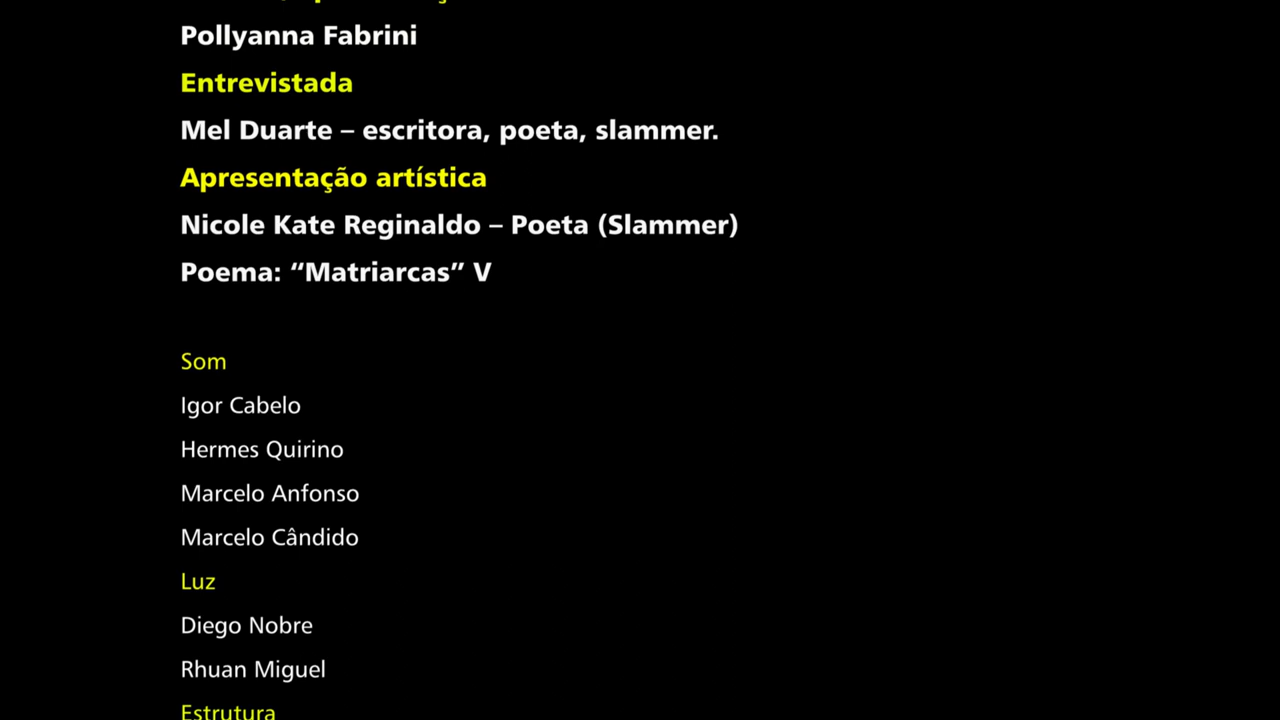 Pollyanna Fabrini
Entrevistada
Mel Duarte – escritora, poeta, slammer.
Apresentação artística
Nicole Kate Reginaldo – Poeta (Slammer)
Poema: “Matriarcas” V
Som
Igor Cabelo
Hermes Quirino
Marcelo Anfonso
Marcelo Cândido
Luz
Diego Nobre
Rhuan Miguel
Estrutura